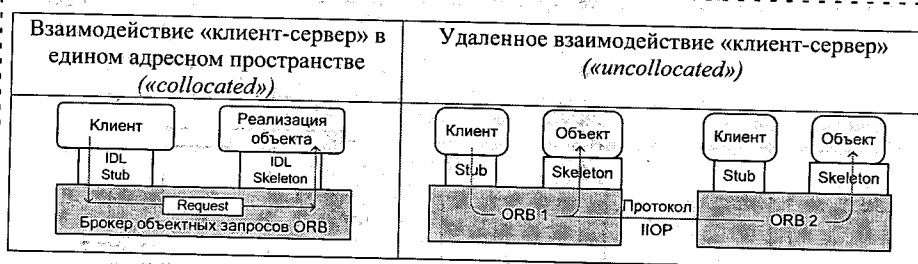 Взаимодействие «клиент-сервер» в
едином адресном пространстве
(«collocated»)
Удаленное взаимодействие «клиент-сервер»
(«uncollocated»)
Клиент
Реализация
объекта
IDL
Stub
IDL
Skeleton
Request
Брокер объектных запросов ORB
Клиент
Объект
Stub
Skeleton
ORB 1
Протокол
IIOP
Клиент
Объект
Stub
Skeleton
ORB 2